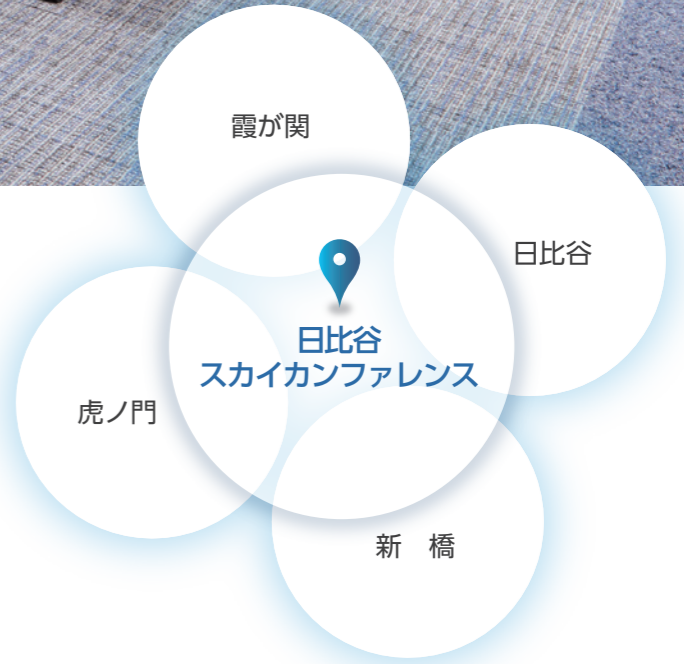 霞が関
日比谷
日比谷
スカイカンファレンス
虎ノ門
新　橋